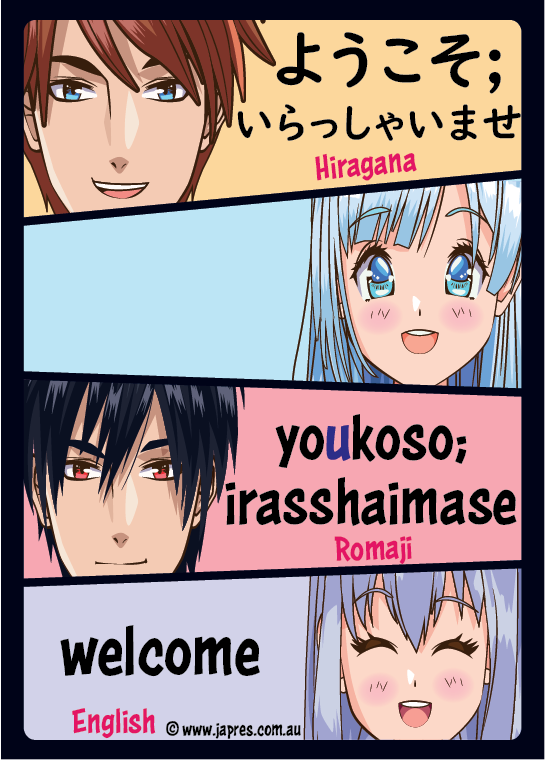 ようこそ;
いらっしゃいませ
Hiragana
youkoso;
irasshaimase
Romaji
welcome
English © www.japres.com.au